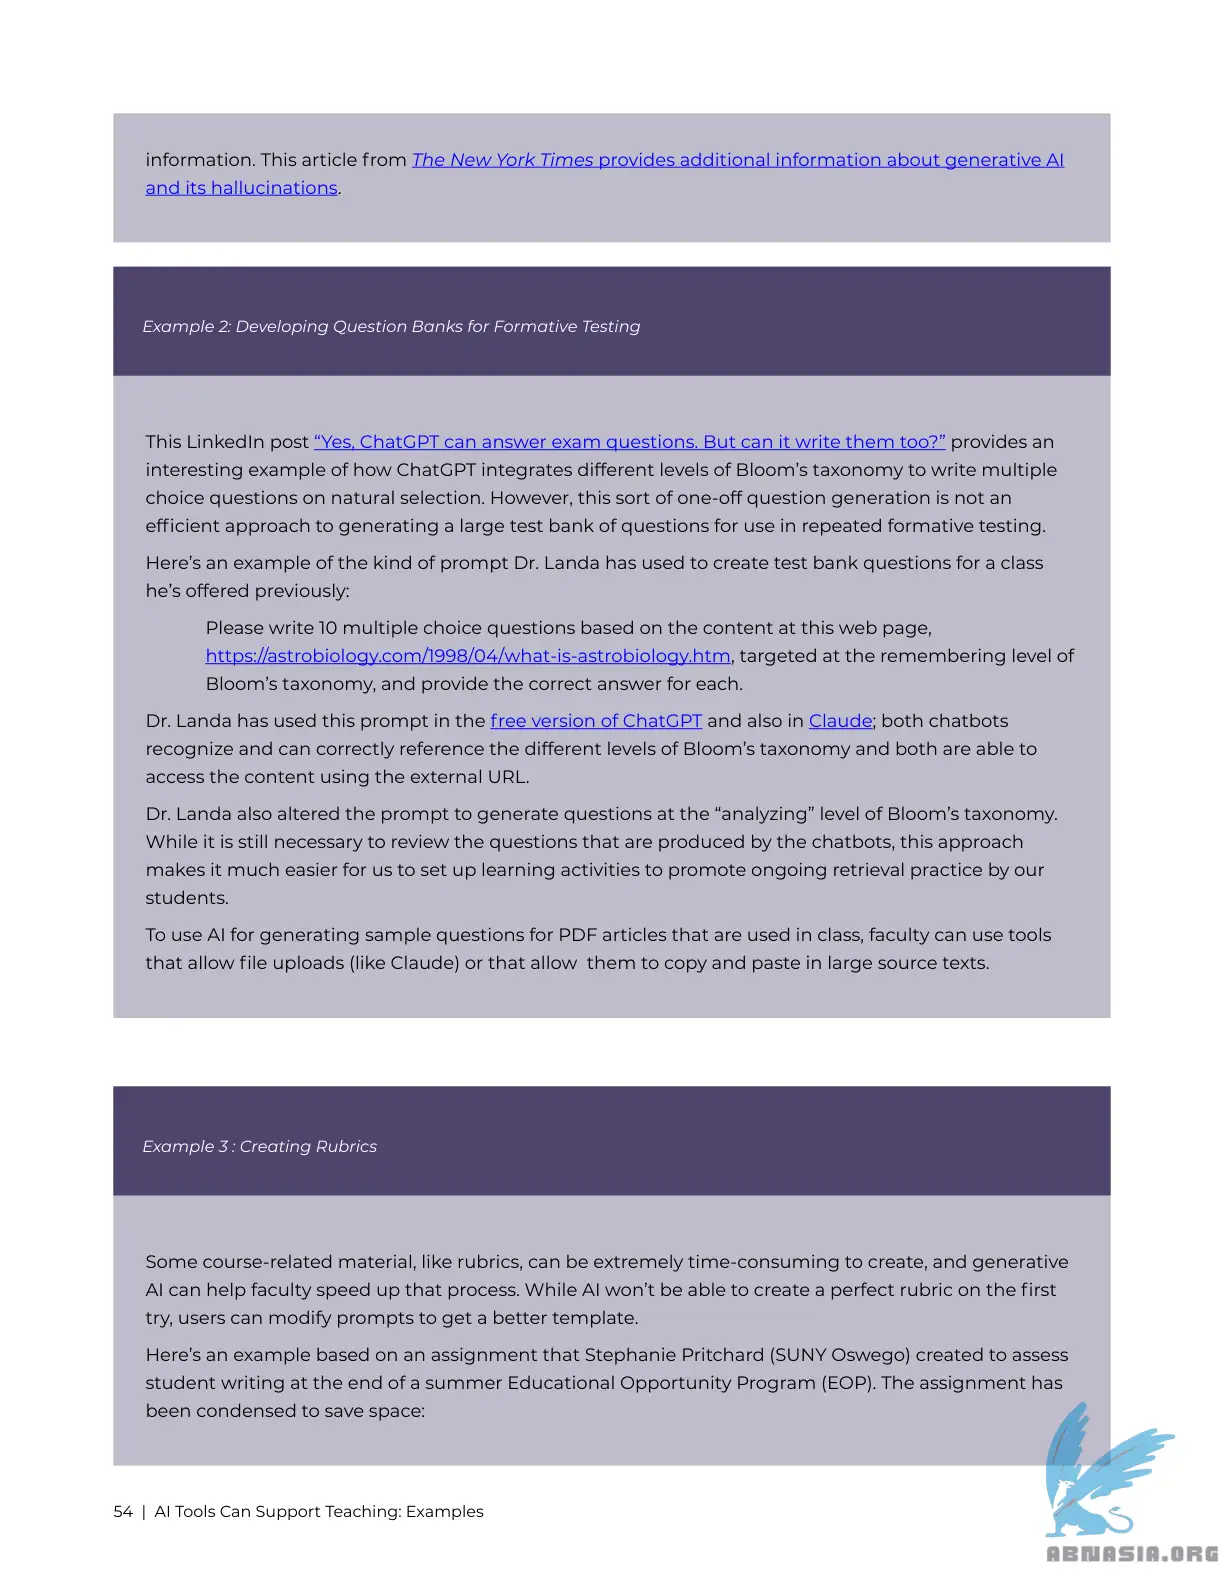 information. This article from The New York Times provides additional information about generative AI
and its hallucinations.
Example 2: Developing Question Banks for Formative Testing
This LinkedIn post “Yes, ChatGPT can answer exam questions. But can it write them too?” provides an
interesting example of how ChatGPT integrates different levels of Bloom’s taxonomy to write multiple
choice questions on natural selection. However, this sort of one-off question generation is not an
efficient approach to generating a large test bank of questions for use in repeated formative testing.
Here’s an example of the kind of prompt Dr. Landa has used to create test bank questions for a class
he’s offered previously:
Please write 10 multiple choice questions based on the content at this web page,
https://astrobiology.com/1998/04/what-is-astrobiology.htm, targeted at the remembering level of
Bloom’s taxonomy, and provide the correct answer for each.
Dr. Landa has used this prompt in the free version of ChatGPT and also in Claude; both chatbots
recognize and can correctly reference the different levels of Bloom’s taxonomy and both are able to
access the content using the external URL.
Dr. Landa also altered the prompt to generate questions at the “analyzing” level of Bloom’s taxonomy.
While it is still necessary to review the questions that are produced by the chatbots, this approach
makes it much easier for us to set up learning activities to promote ongoing retrieval practice by our
students.
To use AI for generating sample questions for PDF articles that are used in class, faculty can use tools
that allow file uploads (like Claude) or that allow  them to copy and paste in large source texts.
Example 3 : Creating Rubrics
Some course-related material, like rubrics, can be extremely time-consuming to create, and generative
AI can help faculty speed up that process. While AI won’t be able to create a perfect rubric on the first
try, users can modify prompts to get a better template.
Here’s an example based on an assignment that Stephanie Pritchard (SUNY Oswego) created to assess
student writing at the end of a summer Educational Opportunity Program (EOP). The assignment has
been condensed to save space:
54 | AI Tools Can Support Teaching: Examples
ABNASIA.ORG